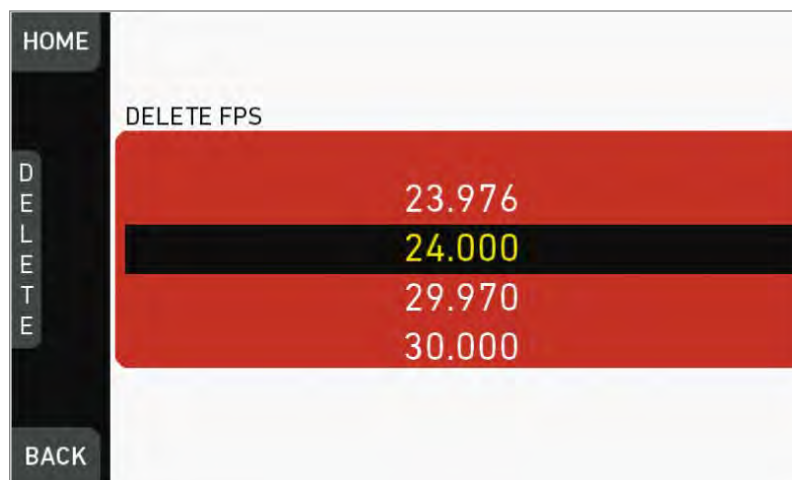 HOME
DELETE FPS
DELETE
23.976
24.000
29.970
30.000
BACK